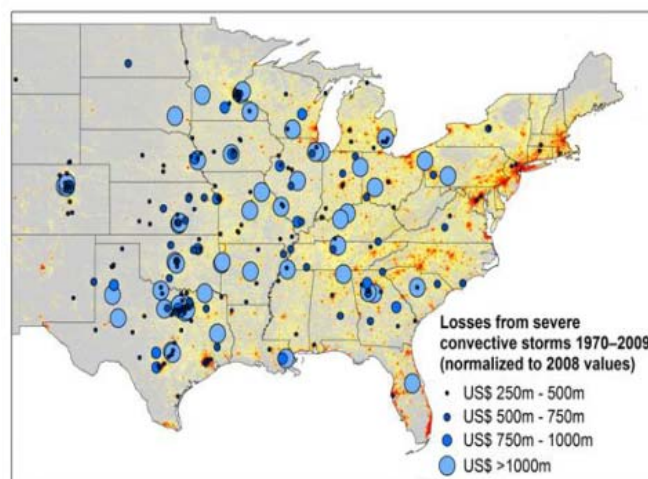 Losses from severe
convective storms 1970–2009
(normalized to 2008 values)
US$ 250m - 500m
US$ 500m - 750m
US$ 750m - 1000m
US$ >1000m